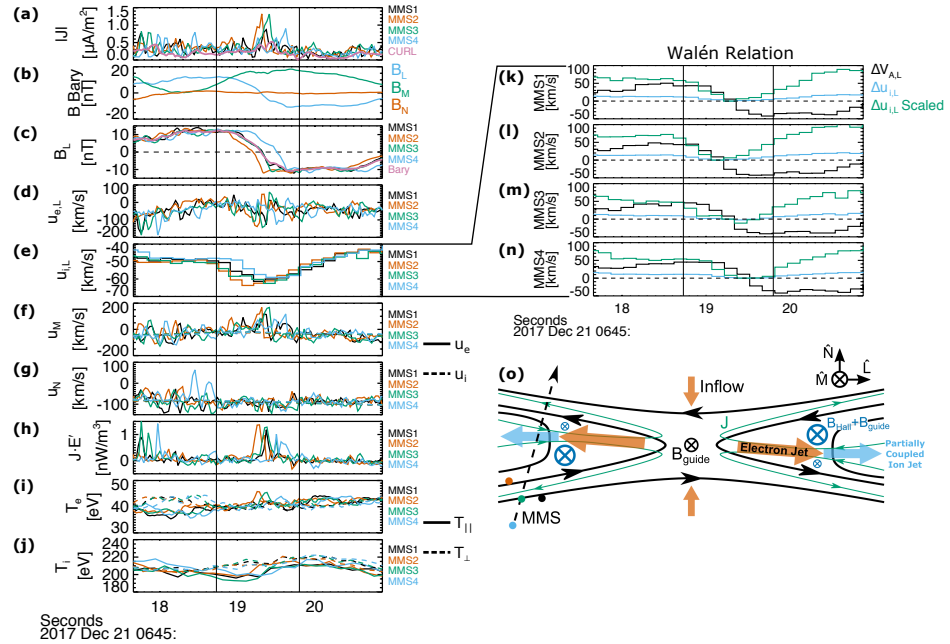 (a)
|J|
[μA/m²]
1.5
1.0
0.5
0.0
MMS1
MMS2
MMS3
MMS4
CURL
(b)
B Bary
[nT]
20
0
-20
B_L
B_M
B_N
(c)
B_L
[nT]
10
0
-10
MMS1
MMS2
MMS3
MMS4
Bary
(d)
u_e,L
[km/s]
100
0
-100
-200
MMS1
MMS2
MMS3
MMS4
(e)
u_i,L
[km/s]
-40
-50
-60
-70
MMS1
MMS2
MMS3
MMS4
(f)
u_M
[km/s]
200
0
-200
MMS1
MMS2
MMS3
MMS4
u_e
(g)
u_N
[km/s]
100
0
-100
MMS1
MMS2
MMS3
MMS4
u_i
(h)
J·E'
[nW/m³]
1
0
MMS1
MMS2
MMS3
MMS4
(i)
T_e
[eV]
50
40
30
MMS1
MMS2
MMS3
MMS4
T_||
(j)
T_i
[eV]
220
200
180
MMS1
MMS2
MMS3
MMS4
T_⊥
18 19 20
Seconds
2017 Dec 21 0645:
Walén Relation
(k)
MMS1
[km/s]
100
50
0
-50
ΔV_A,L
Δu_i,L
Δu_i,L Scaled
(l)
MMS2
[km/s]
100
50
0
-50
(m)
MMS3
[km/s]
100
50
0
-50
(n)
MMS4
[km/s]
100
50
0
-50
18 19 20
Seconds
2017 Dec 21 0645:
(o)
N̂
M̂ L̂
Inflow
J
B_Hall+B_guide
B_guide
Electron Jet
Partially
Coupled
Ion Jet
MMS